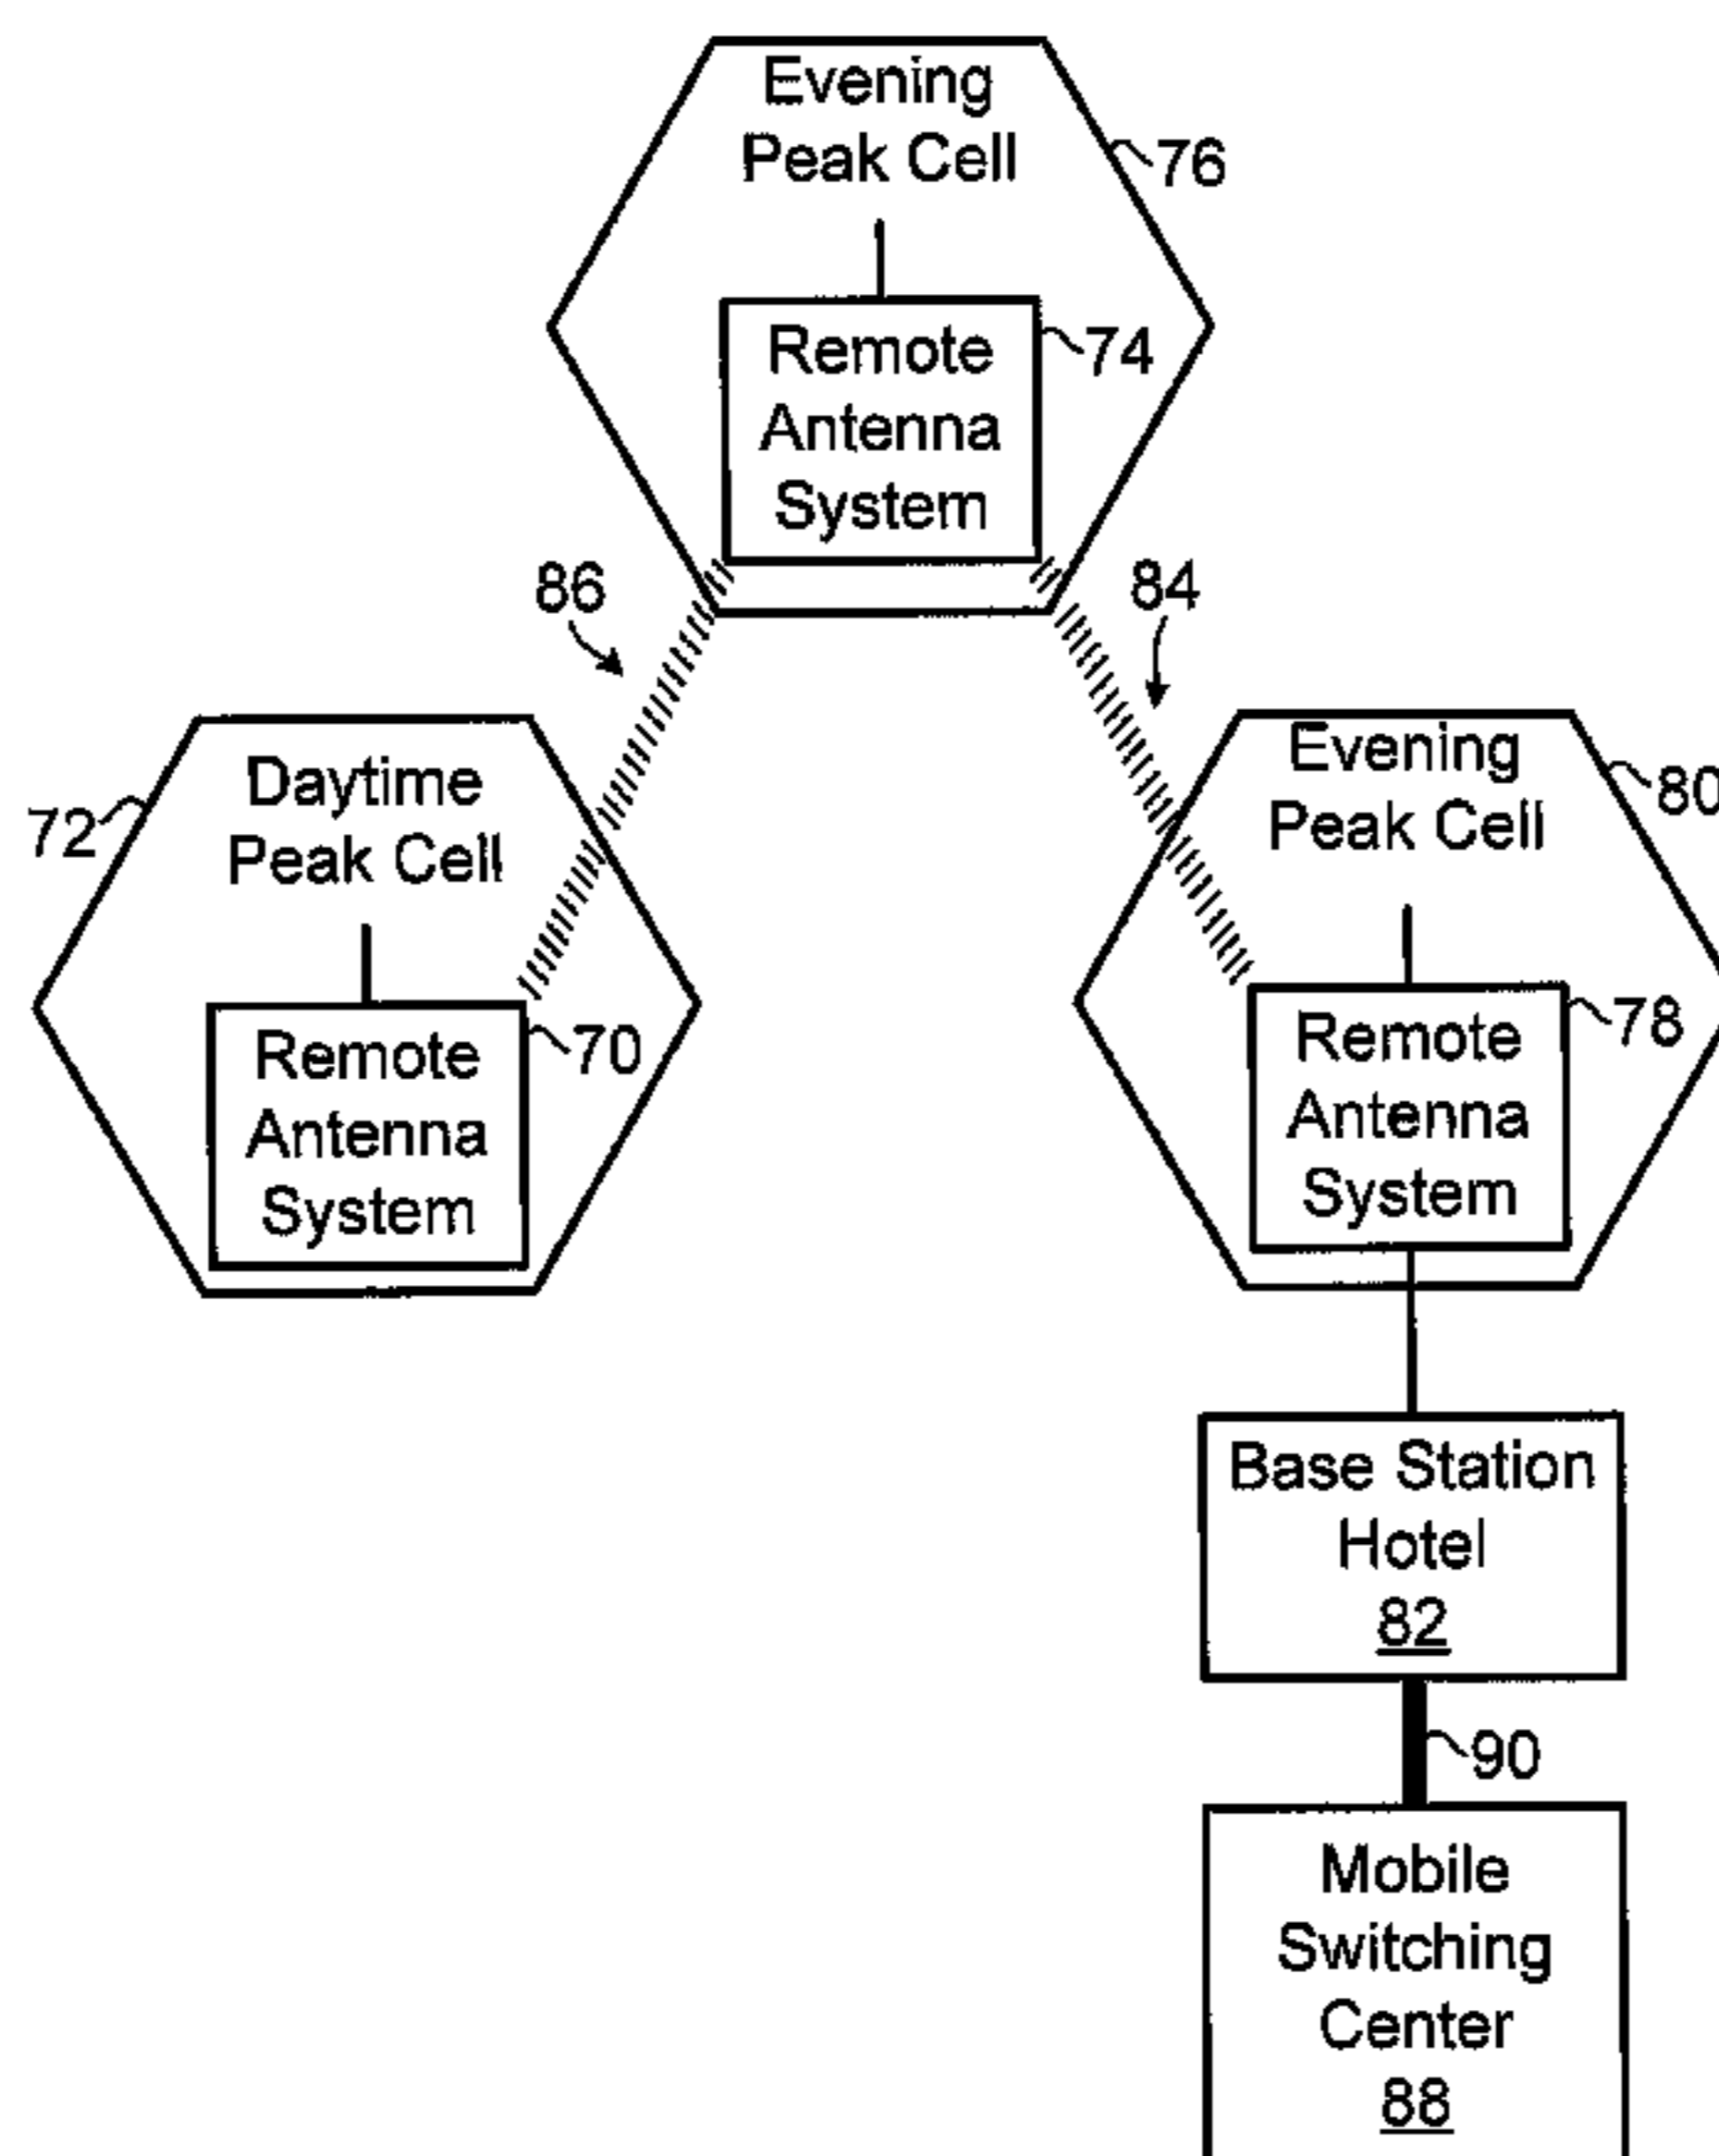 Evening
Peak Cell
76
Remote
Antenna
System
74
86
84
Daytime
Peak Cell
72
Remote
Antenna
System
70
Evening
Peak Cell
80
Remote
Antenna
System
78
Base Station
Hotel
82
90
Mobile
Switching
Center
88